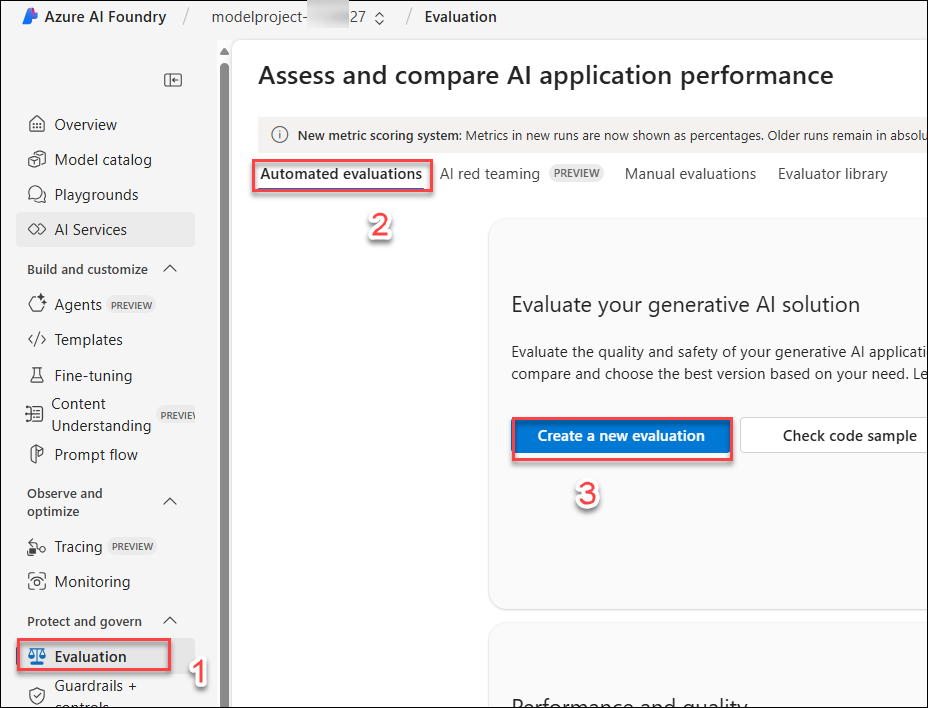 Azure AI Foundry / modelproject- 27 / Evaluation
Overview
Model catalog
Playgrounds
AI Services
Build and customize
Agents PREVIEW
Templates
Fine-tuning
Content
Understanding
Prompt flow
Observe and
optimize
Tracing PREVIEW
Monitoring
Protect and govern
Evaluation
1
Guardrails +
controls
Assess and compare AI application performance
New metric scoring system: Metrics in new runs are now shown as percentages. Older runs remain in absolu
Automated evaluations AI red teaming PREVIEW Manual evaluations Evaluator library
2
Evaluate your generative AI solution
Evaluate the quality and safety of your generative AI applicati
compare and choose the best version based on your need. Le
Create a new evaluation Check code sample
3
Performance and quality